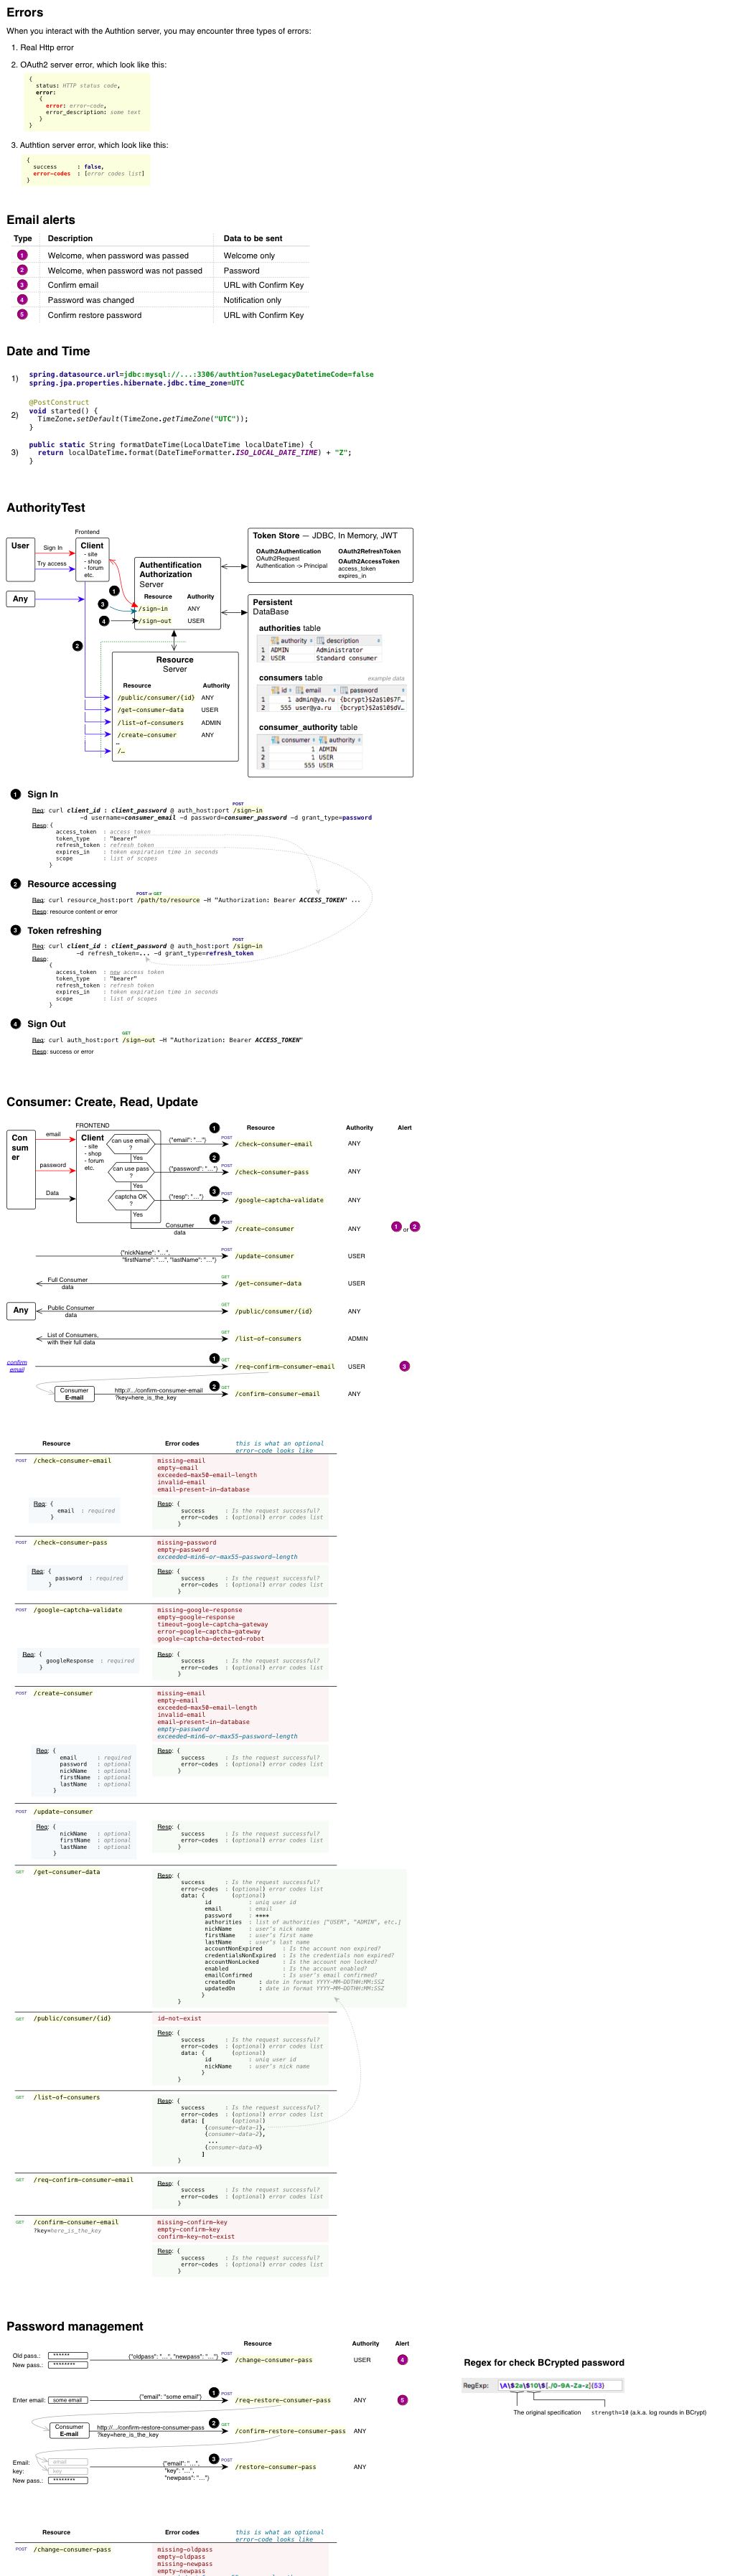 Errors
When you interact with the Authtion server, you may encounter three types of errors:
1. Real Http error
2. OAuth2 server error, which look like this:
{
status: HTTP status code,
error:
{
error: error-code,
error_description: some text
}
}
3. Authtion server error, which look like this:
{
success : false,
error-codes : [error codes list]
}
Email alerts
Type Description Data to be sent
1 Welcome, when password was passed Welcome only
2 Welcome, when password was not passed Password
3 Confirm email URL with Confirm Key
4 Password was changed Notification only
5 Confirm restore password URL with Confirm Key
Date and Time
1) spring.datasource.url=jdbc:mysql://...:3306/authtion?useLegacyDatetimeCode=false
spring.jpa.properties.hibernate.jdbc.time_zone=UTC
2) @PostConstruct
void started() {
TimeZone.setDefault(TimeZone.getTimeZone("UTC"));
}
3) public static String formatDateTime(LocalDateTime localDateTime) {
return localDateTime.format(DateTimeFormatter.ISO_LOCAL_DATE_TIME) + "Z";
}
AuthorityTest
User
Sign In
Try access
Any
Frontend
Client
- site
- shop
- forum
etc.
1
3
4
2
Authentification
Authorization
Server
Resource Authority
/sign-in ANY
/sign-out USER
Resource
Server
Resource Authority
/public/consumer/{id} ANY
/get-consumer-data USER
/list-of-consumers ADMIN
/create-consumer ANY
…
/…
Token Store — JDBC, In Memory, JWT
OAuth2Authentication OAuth2RefreshToken
OAuth2Request OAuth2AccessToken
Authentication -> Principal access_token
expires_in
Persistent
DataBase
authorities table
authority description
1 ADMIN Administrator
2 USER Standard consumer
consumers table example data
id email password
1 1 admin@ya.ru {bcrypt}$2a$10$7F…
2 555 user@ya.ru {bcrypt}$2a$10$dV…
consumer_authority table
consumer authority
1 1 ADMIN
2 1 USER
3 555 USER
1 Sign In
POST
Req: curl client_id : client_password @ auth_host:port /sign-in
-d username=consumer_email -d password=consumer_password -d grant_type=password
Resp: {
access_token : access token
token_type : "bearer"
refresh_token : refresh token
expires_in : token expiration time in seconds
scope : list of scopes
}
2 Resource accessing
POST or GET
Req: curl resource_host:port /path/to/resource -H "Authorization: Bearer ACCESS_TOKEN" ...
Resp: resource content or error
3 Token refreshing
POST
Req: curl client_id : client_password @ auth_host:port /sign-in
-d refresh_token=... -d grant_type=refresh_token
Resp:
{
access_token : new access token
token_type : "bearer"
refresh_token : refresh token
expires_in : token expiration time in seconds
scope : list of scopes
}
4 Sign Out
GET
Req: curl auth_host:port /sign-out -H "Authorization: Bearer ACCESS_TOKEN"
Resp: success or error
Consumer: Create, Read, Update
Con
sum
er
email
password
Data
FRONTEND
Client
- site
- shop
- forum
etc.
can use email
?
Yes
can use pass
?
Yes
captcha OK
?
Yes
Resource Authority Alert
1 {"email": "…"} POST /check-consumer-email ANY
2 {"password": "…"} POST /check-consumer-pass ANY
3 {"resp": "…"} POST /google-captcha-validate ANY
4 Consumer
data POST /create-consumer ANY 1 or 2
{"nickName": "…",
"firstName": "…", "lastName": "…"} POST /update-consumer USER
Full Consumer
data GET /get-consumer-data USER
Any Public Consumer
data GET /public/consumer/{id} ANY
List of Consumers,
with their full data GET /list-of-consumers ADMIN
confirm
email 1 GET /req-confirm-consumer-email USER 3
Consumer
E-mail
http://…/confirm-consumer-email
?key=here_is_the_key 2 GET /confirm-consumer-email ANY
Resource Error codes this is what an optional
error-code looks like
POST /check-consumer-email missing-email
empty-email
exceeded-max50-email-length
invalid-email
email-present-in-database
Req: {
email : required
}
Resp: {
success : Is the request successful?
error-codes : (optional) error codes list
}
POST /check-consumer-pass missing-password
empty-password
exceeded-min6-or-max55-password-length
Req: {
password : required
}
Resp: {
success : Is the request successful?
error-codes : (optional) error codes list
}
POST /google-captcha-validate missing-google-response
empty-google-response
timeout-google-captcha-gateway
error-google-captcha-gateway
google-captcha-detected-robot
Req: {
googleResponse : required
}
Resp: {
success : Is the request successful?
error-codes : (optional) error codes list
}
POST /create-consumer missing-email
empty-email
exceeded-max50-email-length
invalid-email
email-present-in-database
empty-password
exceeded-min6-or-max55-password-length
Req: {
email : required
password : optional
nickName : optional
firstName : optional
lastName : optional
}
Resp: {
success : Is the request successful?
error-codes : (optional) error codes list
}
POST /update-consumer
Req: {
nickName : optional
firstName : optional
lastName : optional
}
Resp: {
success : Is the request successful?
error-codes : (optional) error codes list
}
GET /get-consumer-data
Resp: {
success : Is the request successful?
error-codes : (optional) error codes list
data: { (optional)
id : uniq user id
email : email
password : ****
authorities : list of authorities ["USER", "ADMIN", etc.]
nickName : user's nick name
firstName : user's first name
lastName : user's last name
accountNonExpired : Is the account non expired?
credentialsNonExpired : Is the credentials non expired?
accountNonLocked : Is the account non locked?
enabled : Is the account enabled?
emailConfirmed : Is user's email confirmed?
createdOn : date in format YYYY-MM-DDTHH:MM:SSZ
updatedOn : date in format YYYY-MM-DDTHH:MM:SSZ
}
}
GET /public/consumer/{id} id-not-exist
Resp: {
success : Is the request successful?
error-codes : (optional) error codes list
data: { (optional)
id : uniq user id
nickName : user's nick name
}
}
GET /list-of-consumers
Resp: {
success : Is the request successful?
error-codes : (optional) error codes list
data: [ (optional)
{consumer-data-1},
{consumer-data-2},
...
{consumer-data-N}
]
}
GET /req-confirm-consumer-email
Resp: {
success : Is the request successful?
error-codes : (optional) error codes list
}
GET /confirm-consumer-email
?key=here_is_the_key
missing-confirm-key
empty-confirm-key
confirm-key-not-exist
Resp: {
success : Is the request successful?
error-codes : (optional) error codes list
}
Password management
Resource Authority Alert
Old pass.: ******
New pass.: ********
{"oldpass": "…", "newpass": "…"} POST /change-consumer-pass USER 4
Enter email: some email {"email": "some email"} 1 POST /req-restore-consumer-pass ANY 5
Consumer
E-mail
http://…/confirm-restore-consumer-pass
?key=here_is_the_key 2 GET /confirm-restore-consumer-pass ANY
Email: email
key: key
New pass.: ********
{"email": "…",
"key": "…",
"newpass": "…"} 3 POST /restore-consumer-pass ANY
Regex for check BCrypted password
RegExp: \A\$2a\$10\$[./0-9A-Za-z]{53}
The original specification strength=10 (a.k.a. log rounds in BCrypt)
Resource Error codes this is what an optional
error-code looks like
POST /change-consumer-pass missing-oldpass
empty-oldpass
missing-newpass
empty-newpass